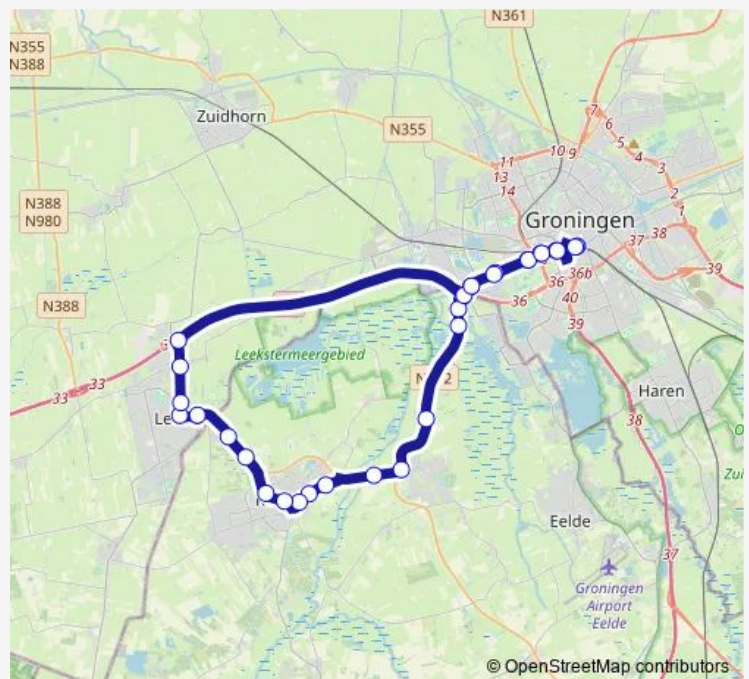 N361
N355
N388
Zuidhorn
N355
7
6
5
4
3
10 9
11
13
14
2
1
N388
N980
Groningen
38
37
39
36
36b
36
40
39
N388
33
33
Leekstermeergebied
Haren
38
Eelde
37
Groningen
Airport
Eelde
© OpenStreetMap contributors